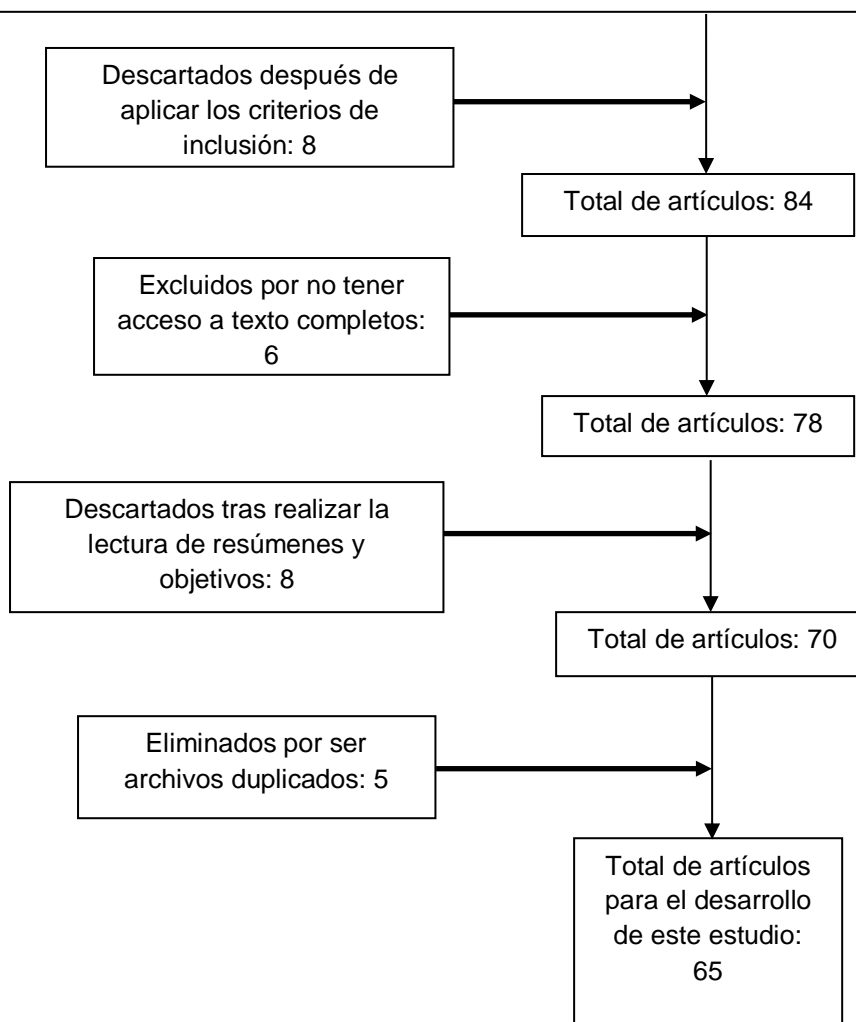 Descartados después de
aplicar los criterios de
inclusión: 8
Total de artículos: 84
Excluidos por no tener
acceso a texto completos:
6
Total de artículos: 78
Descartados tras realizar la
lectura de resúmenes y
objetivos: 8
Total de artículos: 70
Eliminados por ser
archivos duplicados: 5
Total de artículos
para el desarrollo
de este estudio:
65